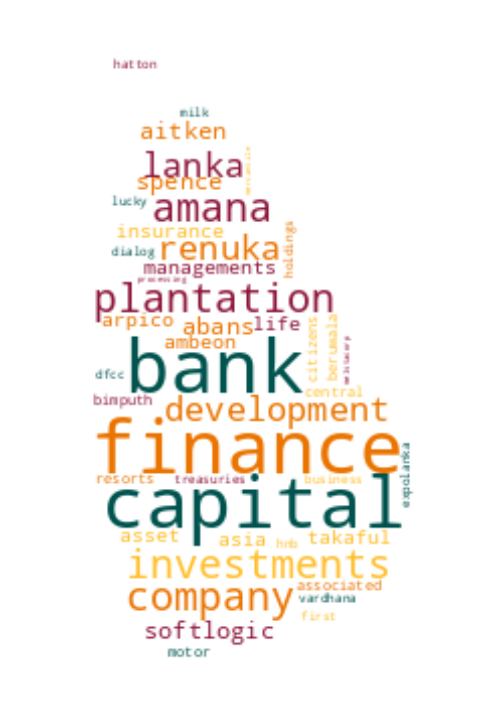 hatton
milk
aitken
lanka
spence
lucky
amana
insurance
dialog
renuka
holdings
managements
processing
plantation
arpico
abans
life
ambeon
citizens
beruwala
bank
dfcc
central
bimputh
development
finance
expolanka
resorts
treasuries
business
capital
asset
asia
hnb
takaful
investments
associated
company
vardhana
first
softlogic
motor